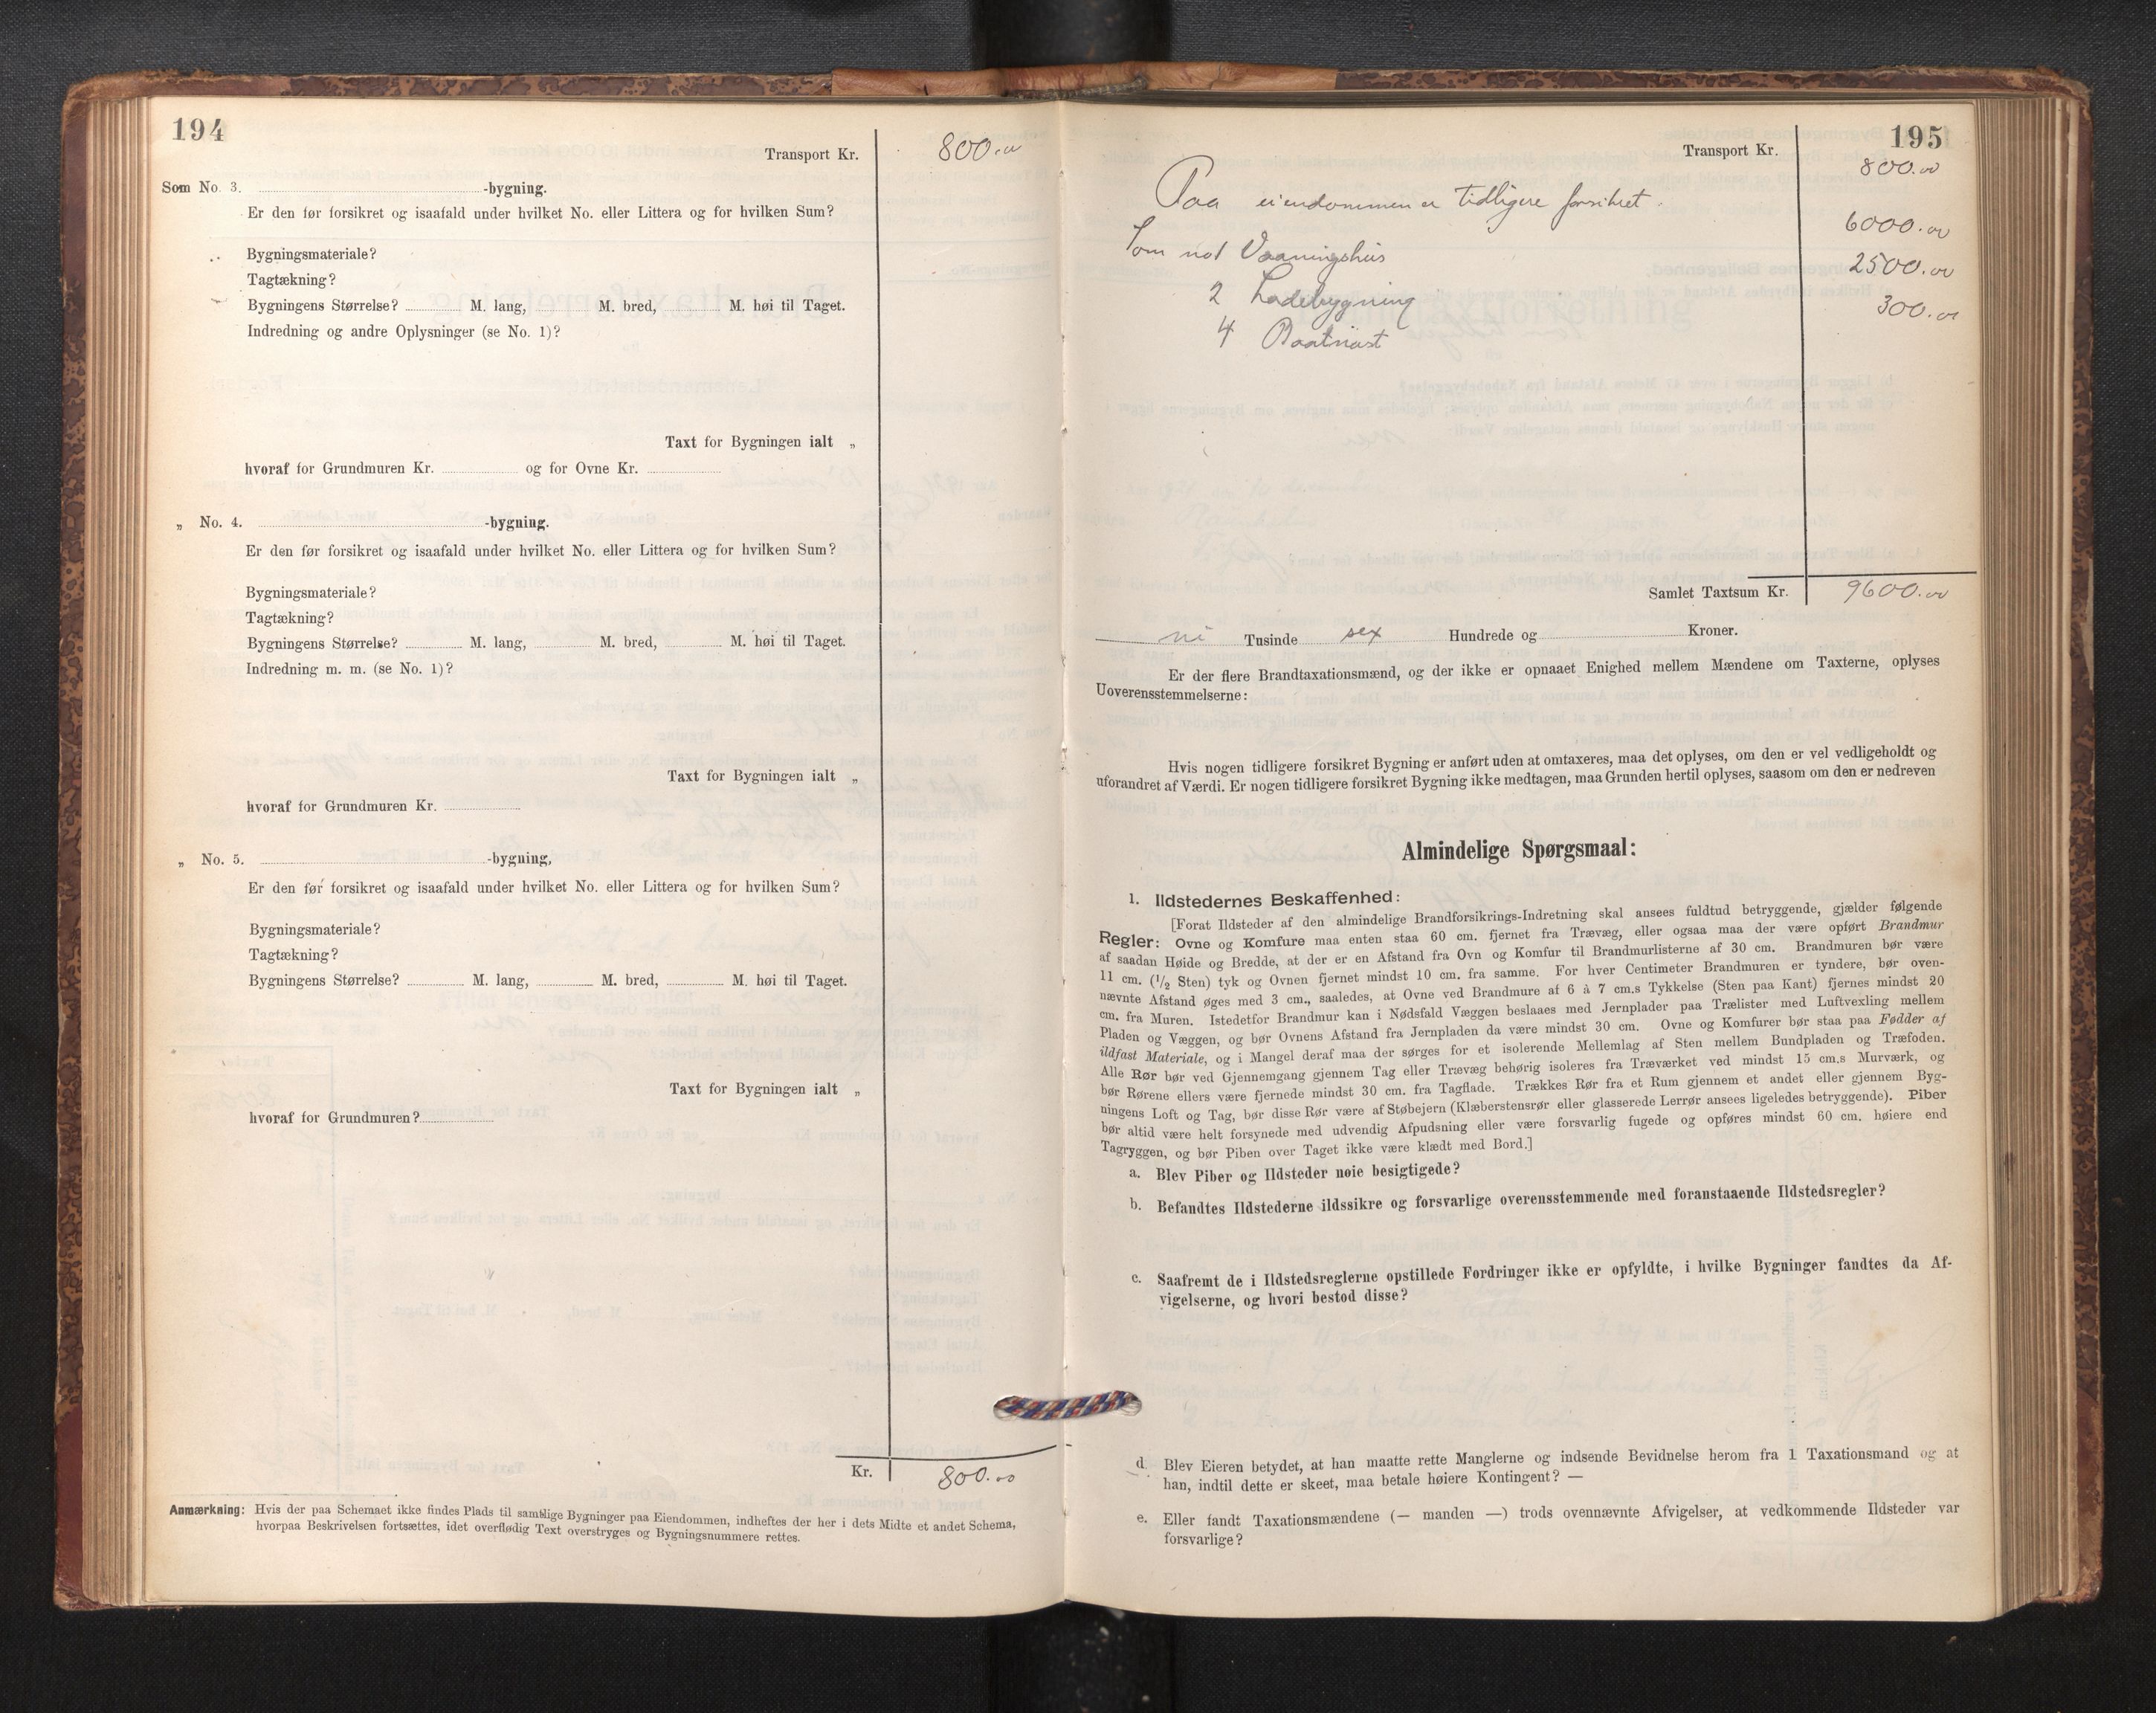 194
Transport Kr. 800.00
Som No. 3. -bygning.
Er den før forsikret og isaafald under hvilket No. eller Littera og for hvilken Sum?
Bygningsmateriale?
Tagtækning?
Bygningens Størrelse? M. lang, M. bred, M. høi til Taget.
Indredning og andre Oplysninger (se No. 1)?
Taxt for Bygningen ialt „
hvoraf for Grundmuren Kr. og for Ovne Kr.
„ No. 4. -bygning.
Er den før forsikret og isaafald under hvilket No. eller Littera og for hvilken Sum?
Bygningsmateriale?
Tagtækning?
Bygningens Størrelse? M. lang, M. bred, M. høi til Taget.
Indredning m. m. (se No. 1)?
Taxt for Bygningen ialt „
hvoraf for Grundmuren Kr.
„ No. 5. -bygning,
Er den før forsikret og isaafald under hvilket No. eller Littera og for hvilken Sum?
Bygningsmateriale?
Tagtækning?
Bygningens Størrelse? M. lang, M. bred, M. høi til Taget.
Taxt for Bygningen ialt „
hvoraf for Grundmuren?
Kr. 800.00
Anmærkning: Hvis der paa Schemaet ikke findes Plads til samtlige Bygninger paa Eiendommen, indheftes der her i dets Midte et andet Schema,
hvorpaa Beskrivelsen fortsættes, idet overflødig Text overstryges og Bygningsnummere rettes.
195
Transport Kr. 800.00
Paa eiendommen er tidligere forsikret.
Som no 1 Vaaningshus 6000.00
2 Ladebygning 2500.00
4 Baatnøst 300.00
Samlet Taxtsum Kr. 9600.00
ni Tusinde sex Hundrede og Kroner.
Er der flere Brandtaxationsmænd, og der ikke er opnaaet Enighed mellem Mændene om Taxterne, oplyses
Uoverensstemmelserne:
Hvis nogen tidligere forsikret Bygning er anført uden at omtaxeres, maa det oplyses, om den er vel vedligeholdt og
uforandret af Værdi. Er nogen tidligere forsikret Bygning ikke medtagen, maa Grunden hertil oplyses, saasom om den er nedreven
Almindelige Spørgsmaal:
1. Ildstedernes Beskaffenhed:
[Forat Ildsteder af den almindelige Brandforsikrings-Indretning skal ansees fuldtud betryggende, gjælder følgende
Regler: Ovne og Komfure maa enten staa 60 cm. fjernet fra Trævæg, eller ogsaa maa der være opført Brandmur
af saadan Høide og Bredde, at der er en Afstand fra Ovn og Komfur til Brandmurlisterne af 30 cm. Brandmuren bør være
11 cm. (1/2 Sten) tyk og Ovnen fjernet mindst 10 cm. fra samme. For hver Centimeter Brandmuren er tyndere, bør oven-
nævnte Afstand øges med 3 cm., saaledes, at Ovne ved Brandmure af 6 à 7 cm.s Tykkelse (Sten paa Kant) fjernes mindst 20
cm. fra Muren. Istedetfor Brandmur kan i Nødsfald Væggen beslaaes med Jernplader paa Trælister med Luftvexling mellem
Pladen og Væggen, og bør Ovnens Afstand fra Jernpladen da være mindst 30 cm. Ovne og Komfurer bør staa paa Fødder af
ildfast Materiale, og i Mangel deraf maa der sørges for et isolerende Mellemlag af Sten mellem Bundpladen og Træfoden.
Alle Rør bør ved Gjennemgang gjennem Tag eller Trævæg behørig isoleres fra Træværket ved mindst 15 cm.s Murværk, og
bør Rørene ellers være fjernede mindst 30 cm. fra Tagflade. Trækkes Rør fra et Rum gjennem et andet eller gjennem Byg-
ningens Loft og Tag, bør disse Rør være af Støbejern (Klæberstensrør eller glasserede Lerrør ansees ligeledes betryggende). Piber
bør altid være helt forsynede med udvendig Afpudsning eller være forsvarlig fugede og opføres mindst 60 cm. høiere end
Tagryggen, og bør Piben over Taget ikke være klædt med Bord.]
a. Blev Piber og Ildsteder nøie besigtigede?
b. Befandtes Ildstederne ildssikre og forsvarlige overensstemmende med foranstaaende Ildstedsregler?
c. Saafremt de i Ildstedsreglerne opstillede Fordringer ikke er opfyldte, i hvilke Bygninger fandtes da Af-
vigelserne, og hvori bestod disse?
d. Blev Eieren betydet, at han maatte rette Manglerne og indsende Bevidnelse herom fra 1 Taxationsmand og at
han, indtil dette er skeet, maa betale høiere Kontingent? —
e. Eller fandt Taxationsmændene (— manden —) trods ovennævnte Afvigelser, at vedkommende Ildsteder var
forsvarlige?